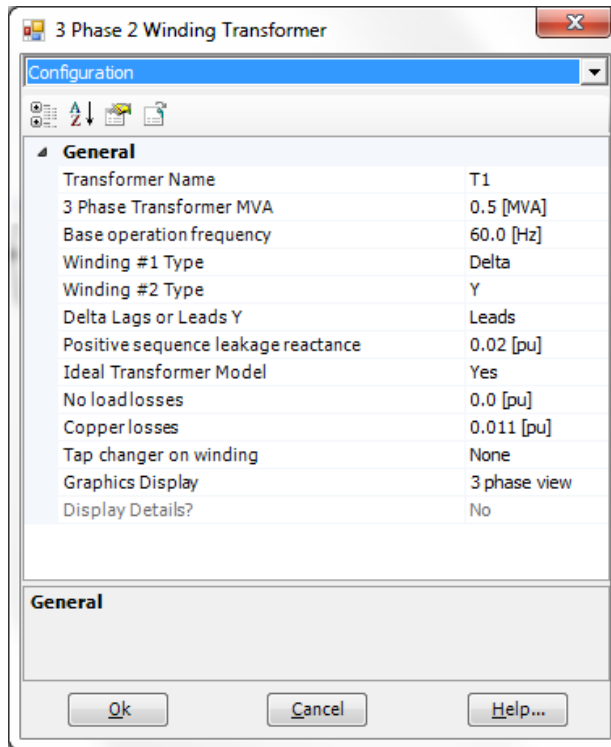 3 Phase 2 Winding Transformer
Configuration
General
Transformer Name T1
3 Phase Transformer MVA 0.5 [MVA]
Base operation frequency 60.0 [Hz]
Winding #1 Type Delta
Winding #2 Type Y
Delta Lags or Leads Y Leads
Positive sequence leakage reactance 0.02 [pu]
Ideal Transformer Model Yes
No load losses 0.0 [pu]
Copper losses 0.011 [pu]
Tap changer on winding None
Graphics Display 3 phase view
Display Details? No
General
Ok Cancel Help...